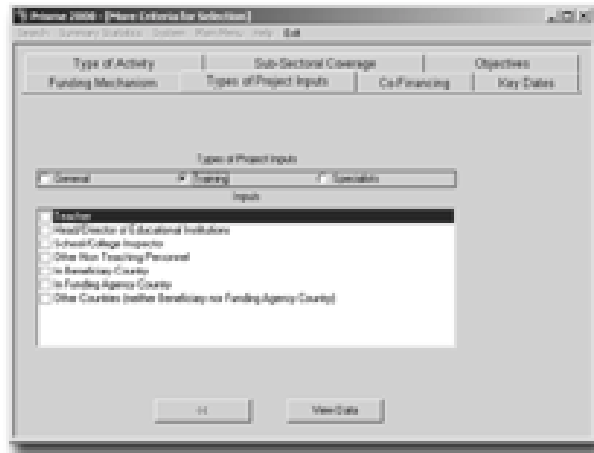 Prisme 2000 - [More Criteria for Selection]
Search Summary Statistics System Main Menu Help Exit
Type of Activity Sub-Sectoral Coverage Objectives
Funding Mechanism Types of Project Inputs Co-Financing Key Dates
Types of Project Inputs
General Training Specialists
Inputs
Teacher
Head/Director of Educational Institutions
School/College Inspector
Other Non Teaching Personnel
In Beneficiary Country
In Funding Agency Country
Other Countries (neither Beneficiary nor Funding Agency Country)
<< View Data